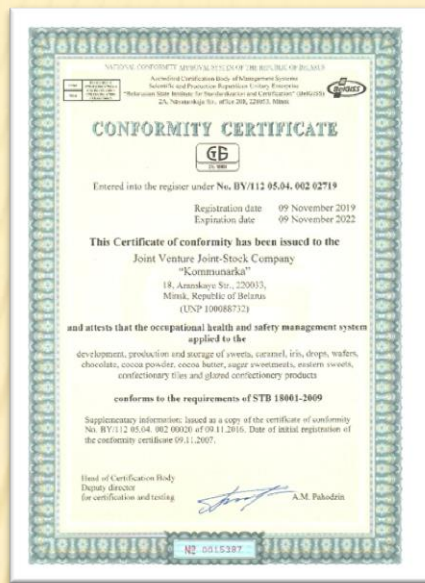 NATIONAL CONFORMITY APPROVAL SYSTEM OF THE REPUBLIC OF BELARUS
Accredited Certification Body of Management Systems
Scientific and Production Republican Unitary Enterprise
"Belarusian State Institute for Standardization and Certification" (BelGISS)
2A, Novovilenskaya Str., office 208, 220053, Minsk
BelGISS
CONFORMITY CERTIFICATE
Entered into the register under No. BY/112 05.04. 002 02719
Registration date 09 November 2019
Expiration date 09 November 2022
This Certificate of conformity has been issued to the
Joint Venture Joint-Stock Company
"Kommunarka"
18, Aranskaya Str., 220033,
Minsk, Republic of Belarus
(UNP 100088732)
and attests that the occupational health and safety management system
applied to the
development, production and storage of sweets, caramel, iris, drops, wafers,
chocolate, cocoa powder, cocoa butter, sugar sweetmeats, eastern sweets,
confectionary tiles and glazed confectionery products
conforms to the requirements of STB 18001-2009
Supplementary information: Issued as a copy of the certificate of conformity
No. BY/112 05.04. 002 00020 of 09.11.2016. Date of initial registration of
the conformity certificate 09.11.2007.
Head of Certification Body
Deputy director
for certification and testing
A.M. Pahodzin
№ 0015387